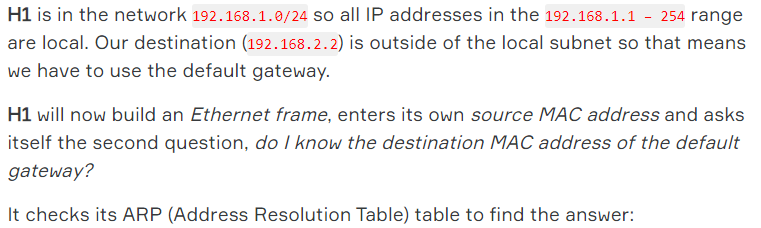 H1 is in the network 192.168.1.0/24 so all IP addresses in the 192.168.1.1 - 254 range
are local. Our destination (192.168.2.2) is outside of the local subnet so that means
we have to use the default gateway.
H1 will now build an Ethernet frame, enters its own source MAC address and asks
itself the second question, do I know the destination MAC address of the default
gateway?
It checks its ARP (Address Resolution Table) table to find the answer: